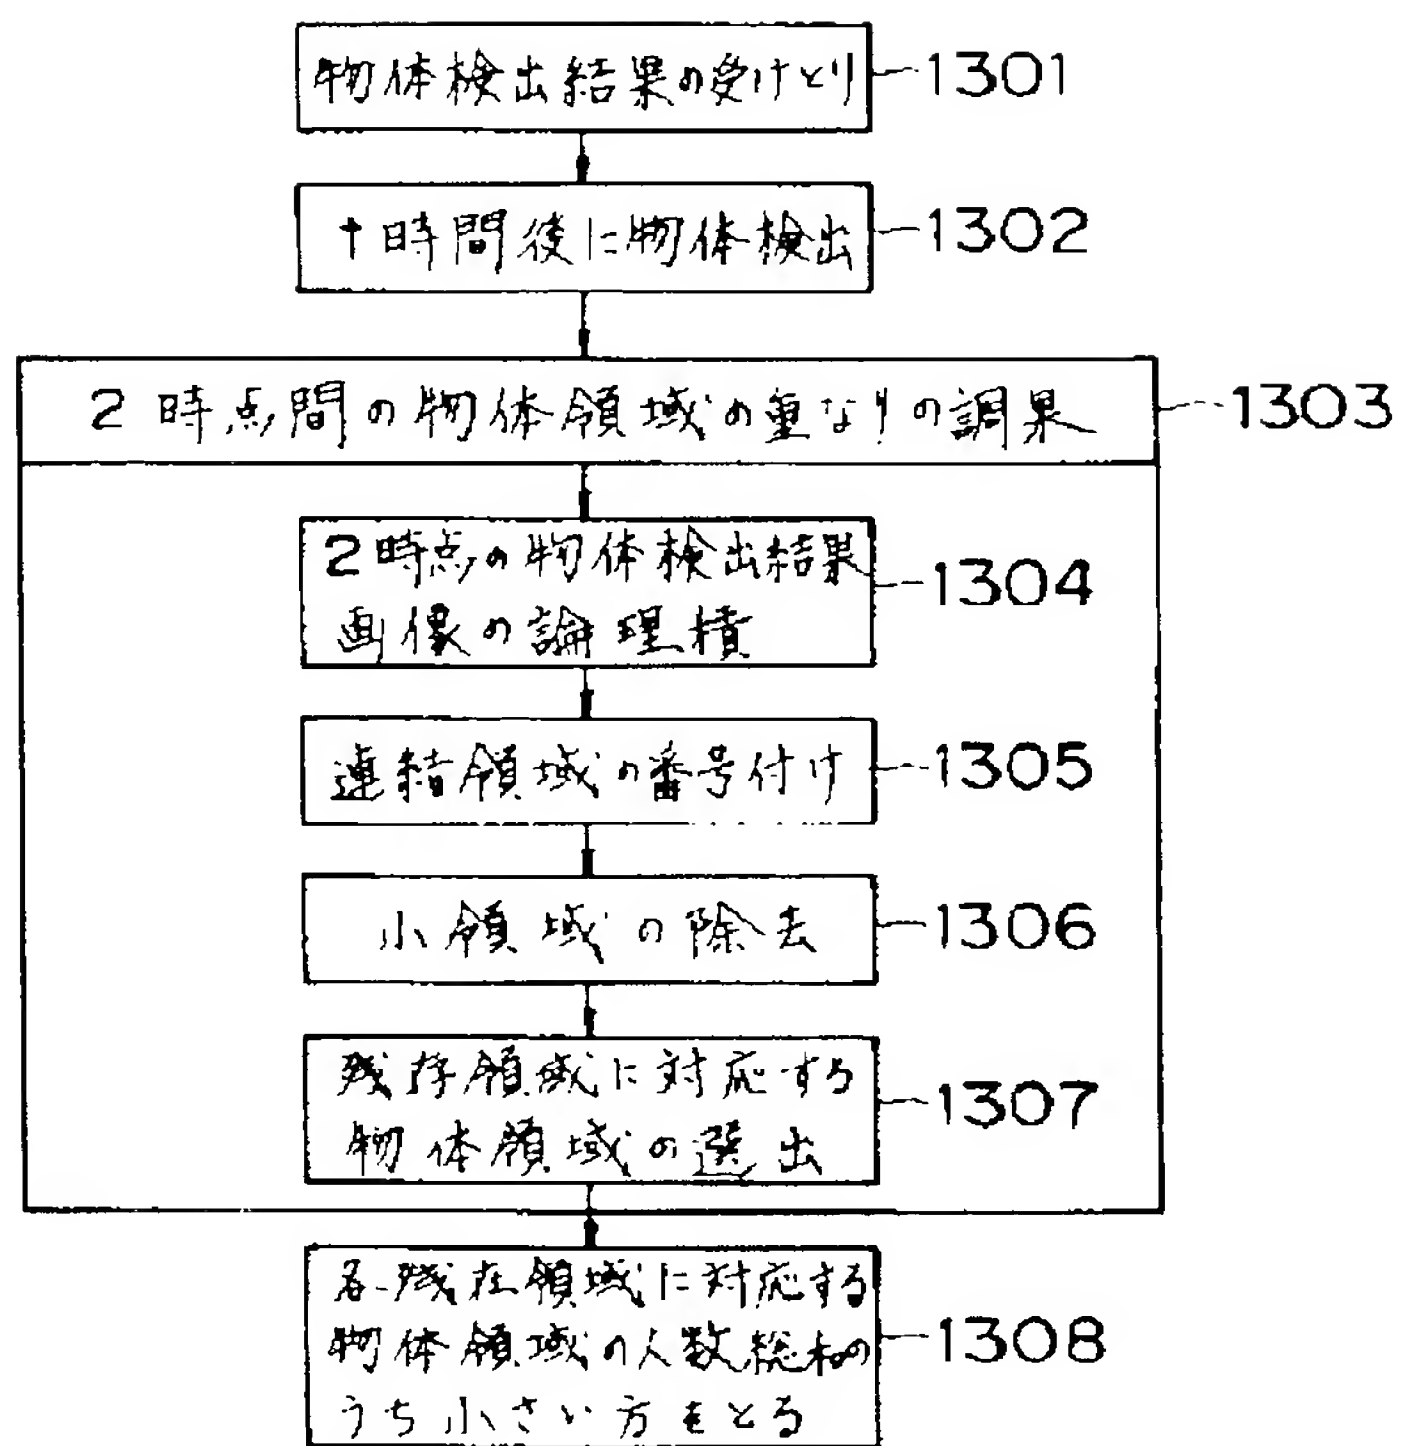 物体検出結果の受けとり 1301
t時間後に物体検出 1302
2時点間の物体領域の重なりの調果 1303
2時点の物体検出結果 1304
画像の論理積
連結領域の番号付け 1305
小領域の除去 1306
残存領域に対応する 1307
物体領域の選出
各残在領域に対応する
物体領域の人数総和の 1308
うち小さい方をとる